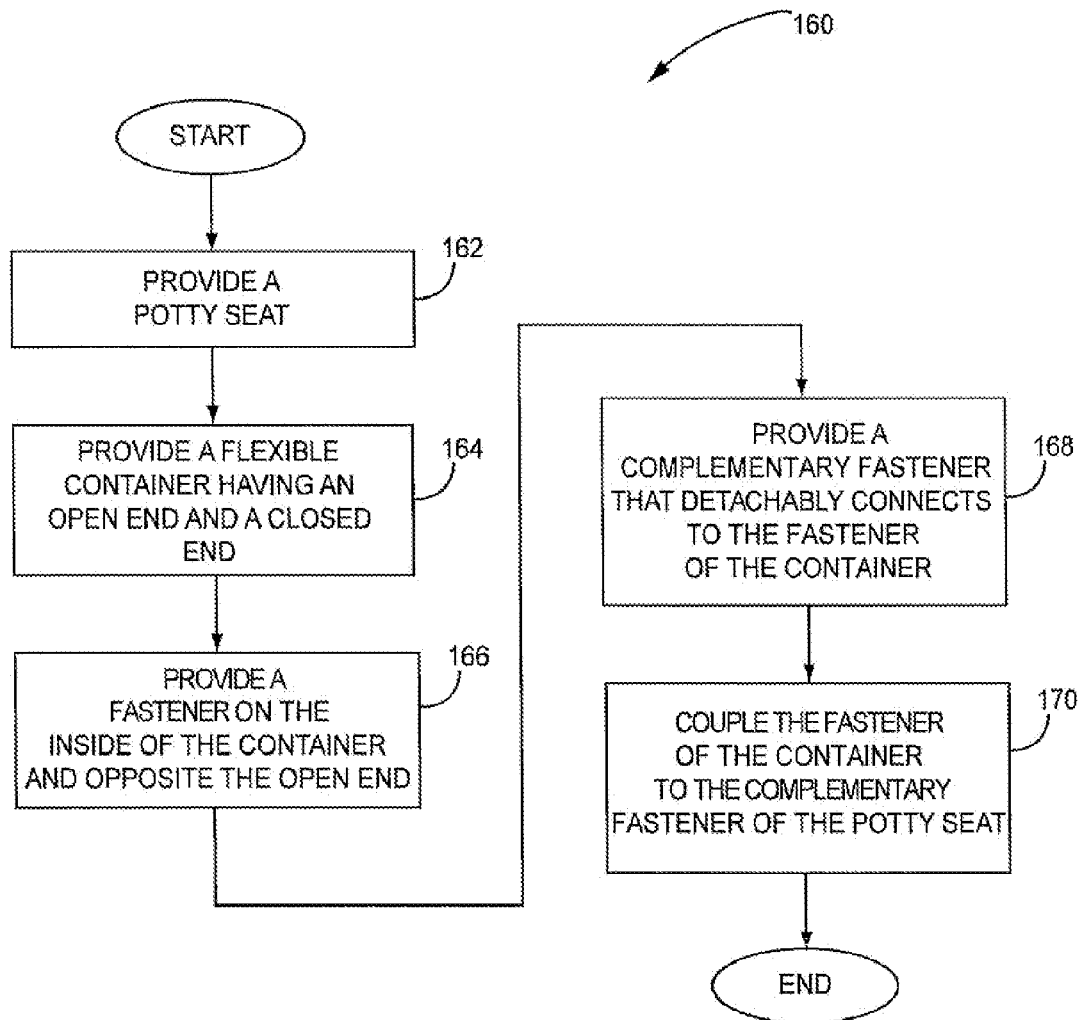 160
START
162
PROVIDE A
POTTY SEAT
164
PROVIDE A FLEXIBLE
CONTAINER HAVING AN
OPEN END AND A CLOSED
END
166
PROVIDE A
FASTENER ON THE
INSIDE OF THE CONTAINER
AND OPPOSITE THE OPEN END
168
PROVIDE A
COMPLEMENTARY FASTENER
THAT DETACHABLY CONNECTS
TO THE FASTENER
OF THE CONTAINER
170
COUPLE THE FASTENER
OF THE CONTAINER
TO THE COMPLEMENTARY
FASTENER OF THE POTTY SEAT
END